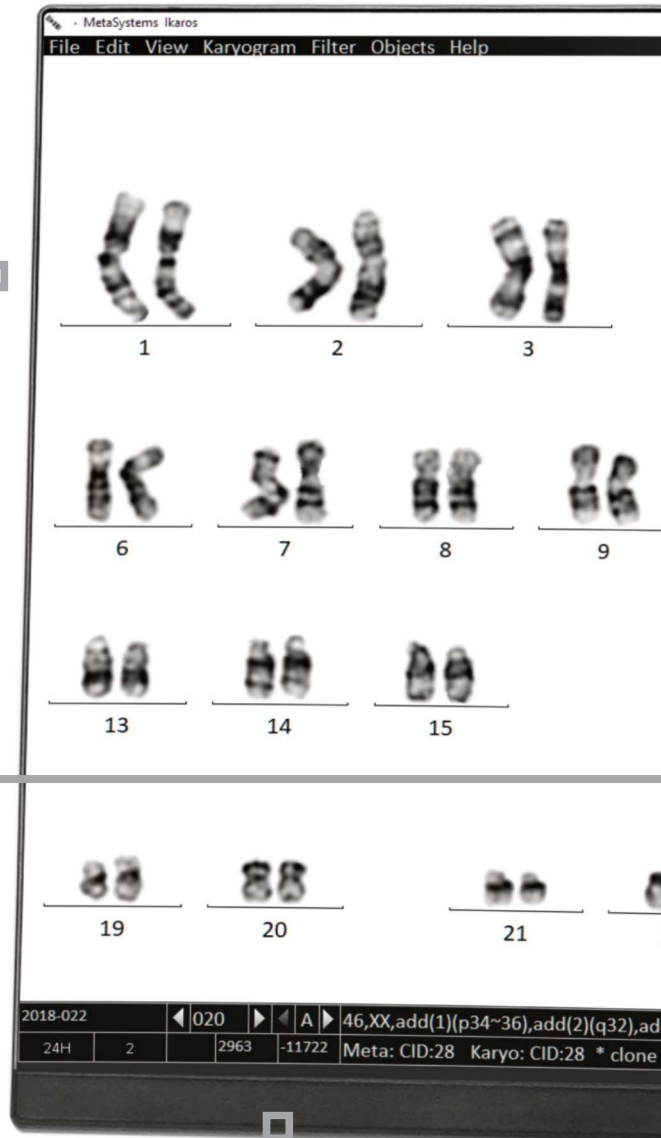 MetaSystems Ikaros
File Edit View Karyogram Filter Objects Help
1 2 3
6 7 8 9
13 14 15
19 20 21
2018-022 020 A 46,XX,add(1)(p34~36),add(2)(q32),ad
24H 2 2963 -11722 Meta: CID:28 Karyo: CID:28 * clone